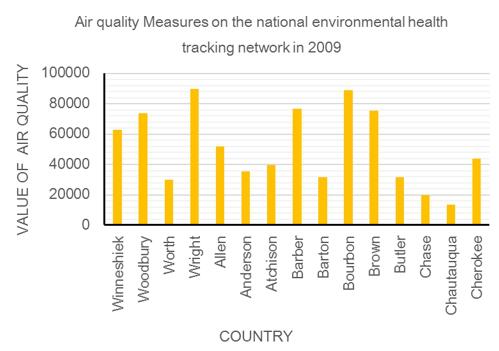 Air quality Measures on the national environmental health
tracking network in 2009
VALUE OF AIR QUALITY
100000
80000
60000
40000
20000
0
Winneshiek
Woodbury
Worth
Wright
Allen
Anderson
Atchison
Barber
Barton
Bourbon
Brown
Butler
Chase
Chautauqua
Cherokee
COUNTRY